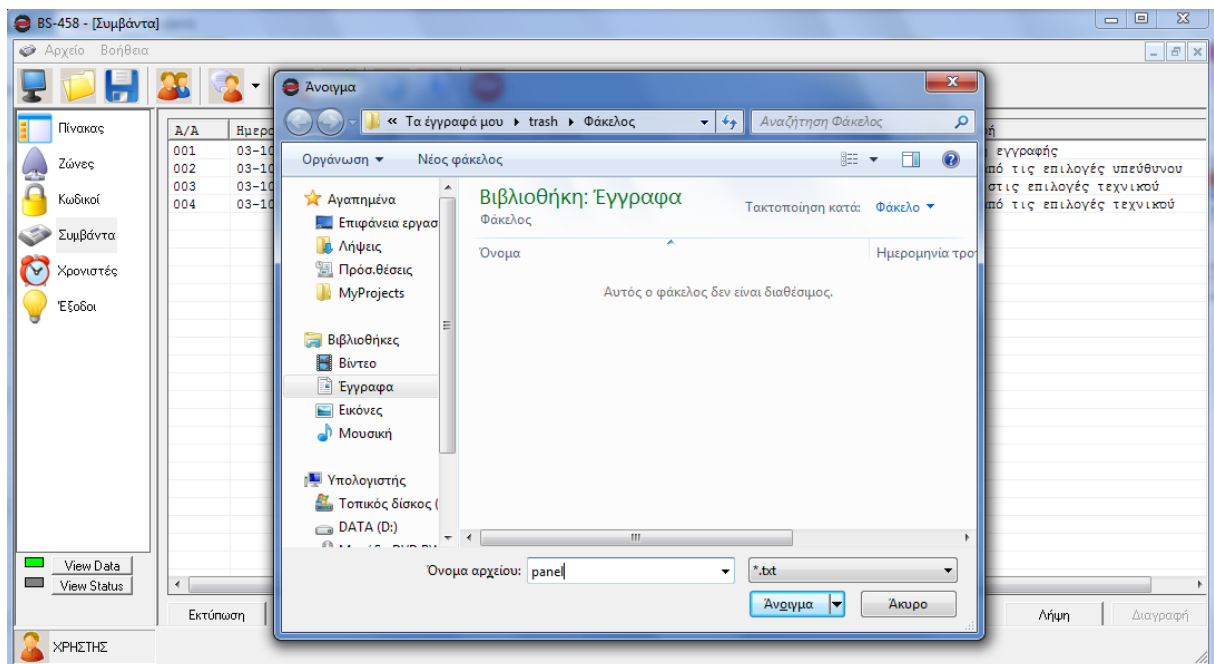 BS-458 - [Συμβάντα]
Αρχείο Βοήθεια
Άνοιγμα
« Τα έγγραφά μου ▸ trash ▸ Φάκελος
Αναζήτηση Φάκελος
Οργάνωση Νέος φάκελος
Πίνακας
Ζώνες
Κωδικοί
Συμβάντα
Χρονιστές
Έξοδοι
View Data
View Status
ΧΡΗΣΤΗΣ
Α/Α
001 03-10
002 03-10
003 03-10
004 03-10
Αγαπημένα
Επιφάνεια εργασ
Λήψεις
Πρόσ.θέσεις
MyProjects
Βιβλιοθήκες
Βίντεο
Έγγραφα
Εικόνες
Μουσική
Υπολογιστής
Τοπικός δίσκος (
DATA (D:)
Βιβλιοθήκη: Έγγραφα
Φάκελος
Τακτοποίηση κατά: Φάκελο
Όνομα Ημερομηνία τροπ
Αυτός ο φάκελος δεν είναι διαθέσιμος.
Όνομα αρχείου: panel *.txt
Άνοιγμα Άκυρο
εγγραφής
πό τις επιλογές υπεύθυνου
στις επιλογές τεχνικού
πό τις επιλογές τεχνικού
Εκτύπωση Λήψη Διαγραφή